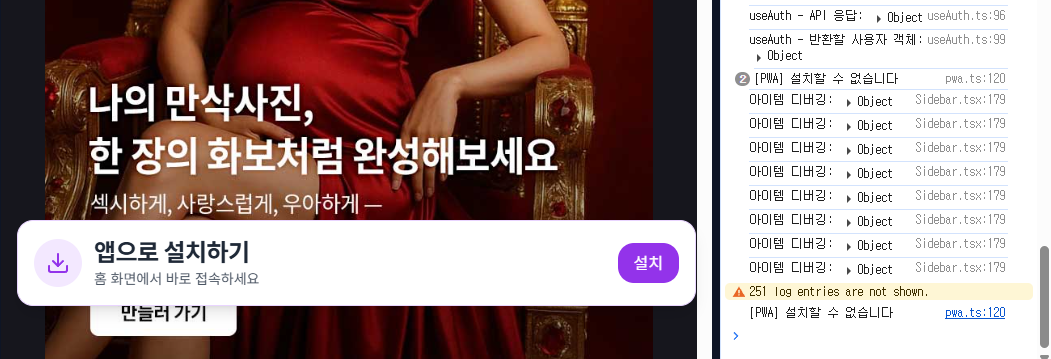 나의 만삭사진,
한 장의 화보처럼 완성해보세요
섹시하게, 사랑스럽게, 우아하게 —
앱으로 설치하기
홈 화면에서 바로 접속하세요
설치
만들러 가기
useAuth - API 응답: ▶ Object useAuth.ts:96
useAuth - 반환할 사용자 객체: useAuth.ts:99
▶ Object
2 [PWA] 설치할 수 없습니다 pwa.ts:120
아이템 디버깅: ▶ Object Sidebar.tsx:179
아이템 디버깅: ▶ Object Sidebar.tsx:179
아이템 디버깅: ▶ Object Sidebar.tsx:179
아이템 디버깅: ▶ Object Sidebar.tsx:179
아이템 디버깅: ▶ Object Sidebar.tsx:179
아이템 디버깅: ▶ Object Sidebar.tsx:179
아이템 디버깅: ▶ Object Sidebar.tsx:179
아이템 디버깅: ▶ Object Sidebar.tsx:179
251 log entries are not shown.
[PWA] 설치할 수 없습니다 pwa.ts:120